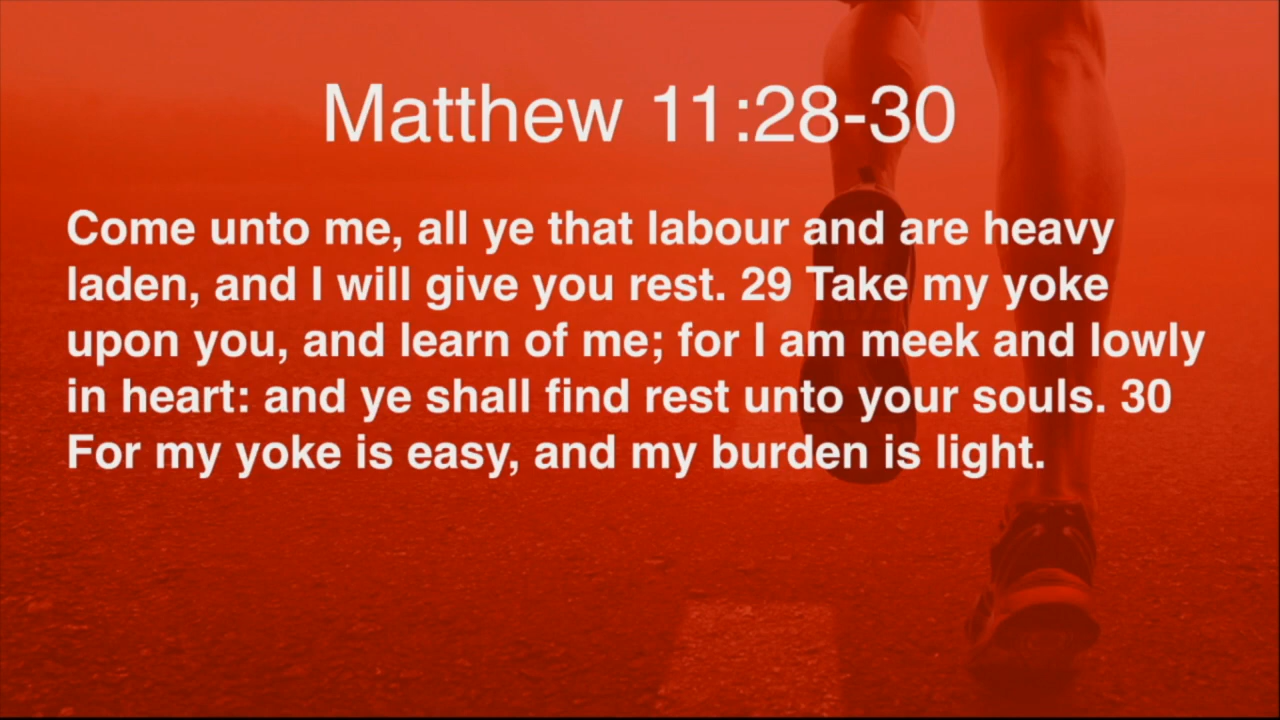 Matthew 11:28-30
Come unto me, all ye that labour and are heavy
laden, and I will give you rest. 29 Take my yoke
upon you, and learn of me; for I am meek and lowly
in heart: and ye shall find rest unto your souls. 30
For my yoke is easy, and my burden is light.